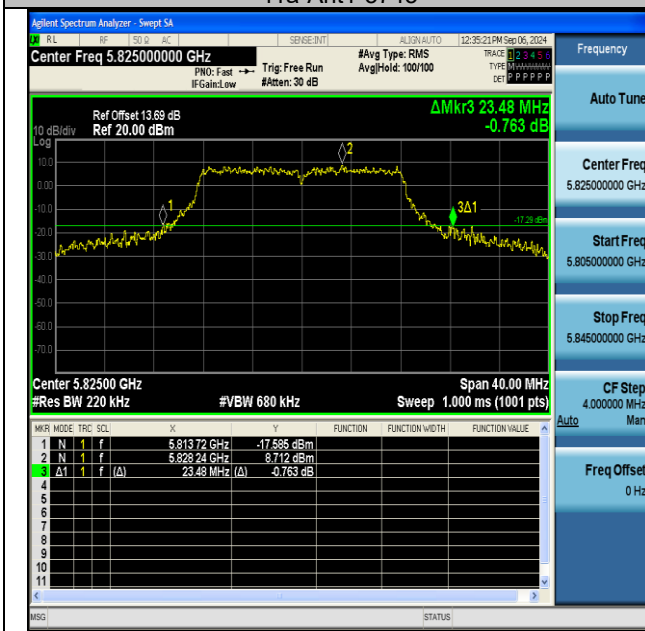 Agilent Spectrum Analyzer - Swept SA
RL RF 50 Ω AC SENSE:INT ALIGN AUTO 12:35:21 PM Sep 06, 2024
Center Freq 5.825000000 GHz
PNO: Fast
IFGain:Low
Trig: Free Run
#Atten: 30 dB
#Avg Type: RMS
Avg|Hold: 100/100
TRACE 1 2 3 4 5 6
TYPE M
DET P P P P P P
Ref Offset 13.69 dB
10 dB/div Ref 20.00 dBm
Log
ΔMkr3 23.48 MHz
-0.763 dB
10.0
0.00
-10.0
-20.0
-30.0
-40.0
-50.0
-60.0
-70.0
1
2
3Δ1
-17.29 dBm
Center 5.82500 GHz
Span 40.00 MHz
#Res BW 220 kHz #VBW 680 kHz Sweep 1.000 ms (1001 pts)
MKR MODE TRC SCL X Y FUNCTION FUNCTION WIDTH FUNCTION VALUE
1 N 1 f 5.813 72 GHz -17.585 dBm
2 N 1 f 5.828 24 GHz 8.712 dBm
3 Δ1 1 f (Δ) 23.48 MHz (Δ) -0.763 dB
4
5
6
7
8
9
10
11
MSG STATUS
Frequency
Auto Tune
Center Freq
5.825000000 GHz
Start Freq
5.805000000 GHz
Stop Freq
5.845000000 GHz
CF Step
4.000000 MHz
Auto Man
Freq Offset
0 Hz